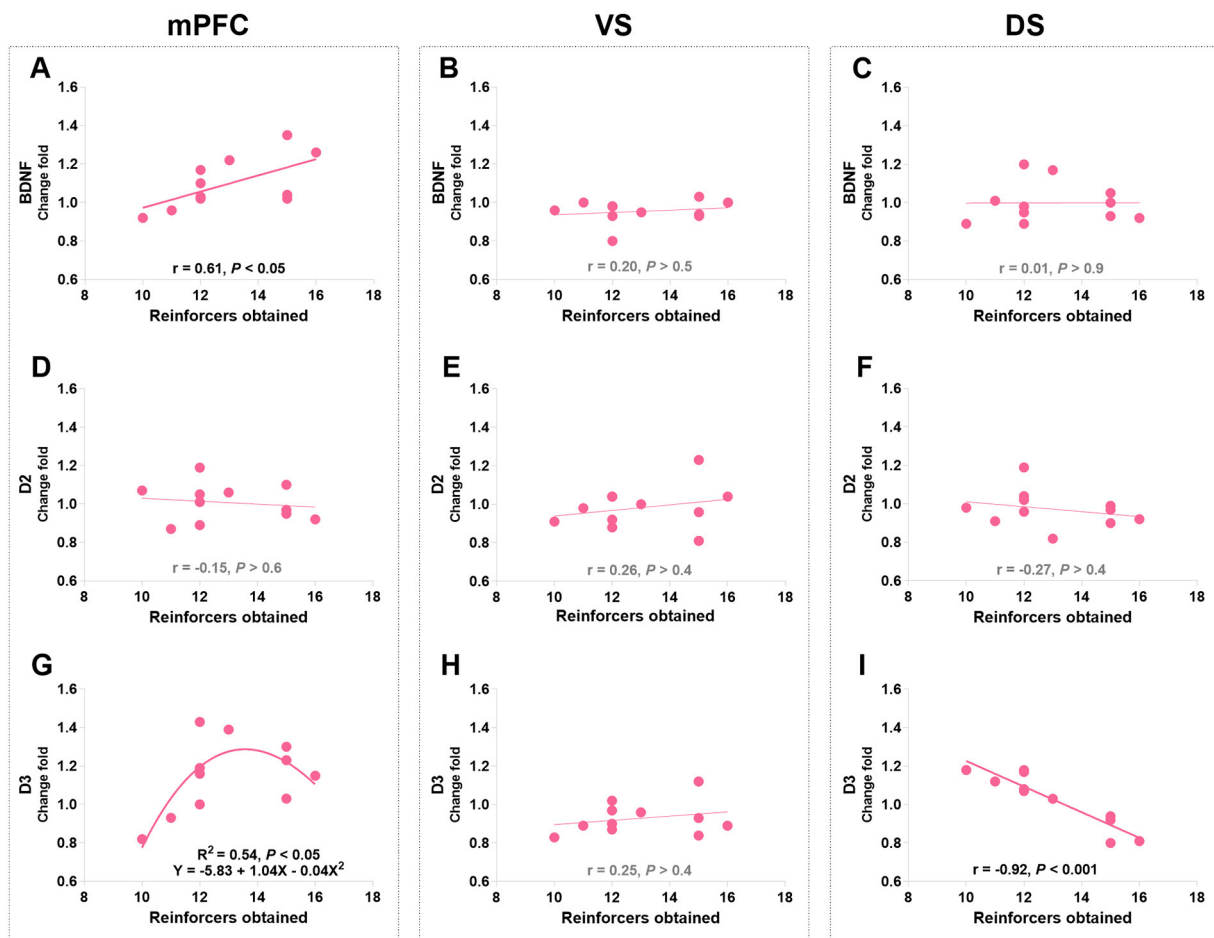 mPFC
VS
DS
A
1.6
1.4
1.2
1.0
0.8
0.6
BDNF
Change fold
r = 0.61, P < 0.05
8 10 12 14 16 18
Reinforcers obtained
B
1.6
1.4
1.2
1.0
0.8
0.6
BDNF
Change fold
r = 0.20, P > 0.5
8 10 12 14 16 18
Reinforcers obtained
C
1.6
1.4
1.2
1.0
0.8
0.6
BDNF
Change fold
r = 0.01, P > 0.9
8 10 12 14 16 18
Reinforcers obtained
D
1.6
1.4
1.2
1.0
0.8
0.6
D2
Change fold
r = -0.15, P > 0.6
8 10 12 14 16 18
Reinforcers obtained
E
1.6
1.4
1.2
1.0
0.8
0.6
D2
Change fold
r = 0.26, P > 0.4
8 10 12 14 16 18
Reinforcers obtained
F
1.6
1.4
1.2
1.0
0.8
0.6
D2
Change fold
r = -0.27, P > 0.4
8 10 12 14 16 18
Reinforcers obtained
G
1.6
1.4
1.2
1.0
0.8
0.6
D3
Change fold
R² = 0.54, P < 0.05
Y = -5.83 + 1.04X - 0.04X²
8 10 12 14 16 18
Reinforcers obtained
H
1.6
1.4
1.2
1.0
0.8
0.6
D3
Change fold
r = 0.25, P > 0.4
8 10 12 14 16 18
Reinforcers obtained
I
1.6
1.4
1.2
1.0
0.8
0.6
D3
Change fold
r = -0.92, P < 0.001
8 10 12 14 16 18
Reinforcers obtained